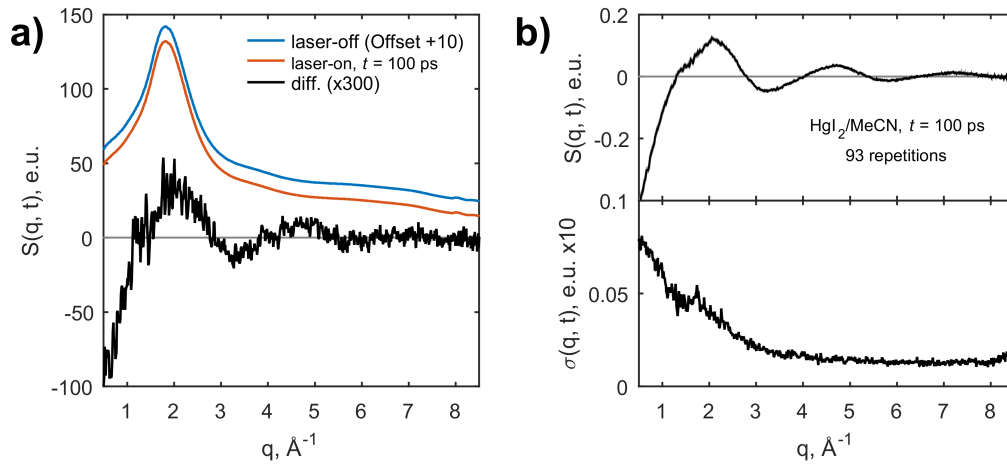 a)
150
100
50
0
-50
-100
S(q, t), e.u.
laser-off (Offset +10)
laser-on, t = 100 ps
diff. (x300)
1 2 3 4 5 6 7 8
q, Å-1
b)
0.2
0
-0.2
S(q, t), e.u.
HgI2/MeCN, t = 100 ps
93 repetitions
0.1
0.05
0
σ(q, t), e.u. x10
1 2 3 4 5 6 7 8
q, Å-1